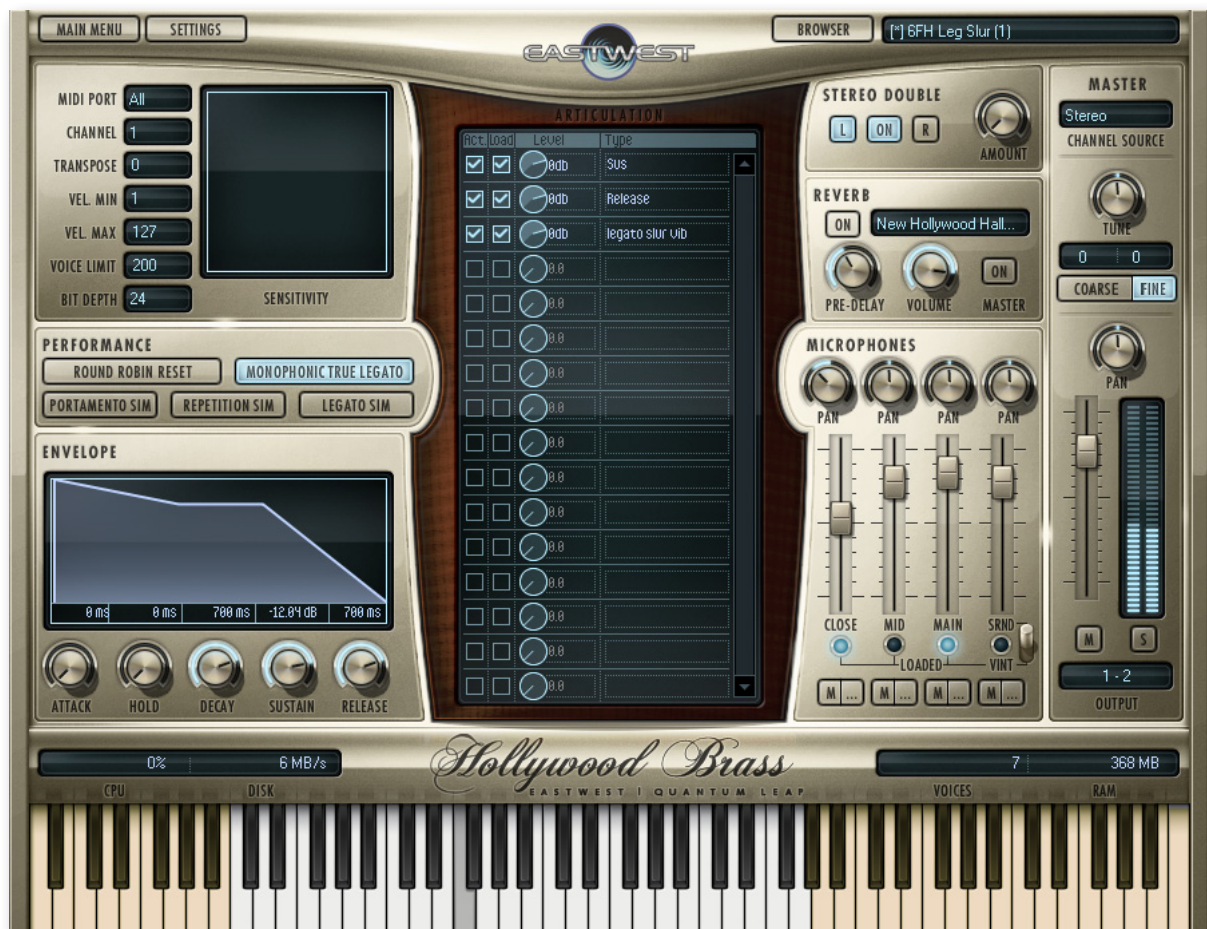 MAIN MENU SETTINGS
EASTWEST
BROWSER [*] 6FH Leg Slur (1)
MIDI PORT All
CHANNEL 1
TRANSPOSE 0
VEL. MIN 1
VEL. MAX 127
VOICE LIMIT 200
BIT DEPTH 24
SENSITIVITY
PERFORMANCE
ROUND ROBIN RESET MONOPHONIC TRUE LEGATO
PORTAMENTO SIM REPETITION SIM LEGATO SIM
ENVELOPE
0 ms 0 ms 700 ms -12.04 dB 700 ms
ATTACK HOLD DECAY SUSTAIN RELEASE
ARTICULATION
Act. Load Level Type
0db Sus
0db Release
0db legato slur vib
0.0
0.0
0.0
0.0
0.0
0.0
0.0
0.0
0.0
0.0
0.0
0.0
0.0
STEREO DOUBLE
L ON R
AMOUNT
REVERB
ON New Hollywood Hall...
ON
PRE-DELAY VOLUME MASTER
MICROPHONES
PAN PAN PAN PAN
CLOSE MID MAIN SRND
LOADED VINT
M ... M ... M ... M ...
MASTER
Stereo
CHANNEL SOURCE
TUNE
0 0
COARSE FINE
PAN
M S
1 - 2
OUTPUT
0% 6 MB/s
CPU DISK
Hollywood Brass
EASTWEST | QUANTUM LEAP
7 368 MB
VOICES RAM